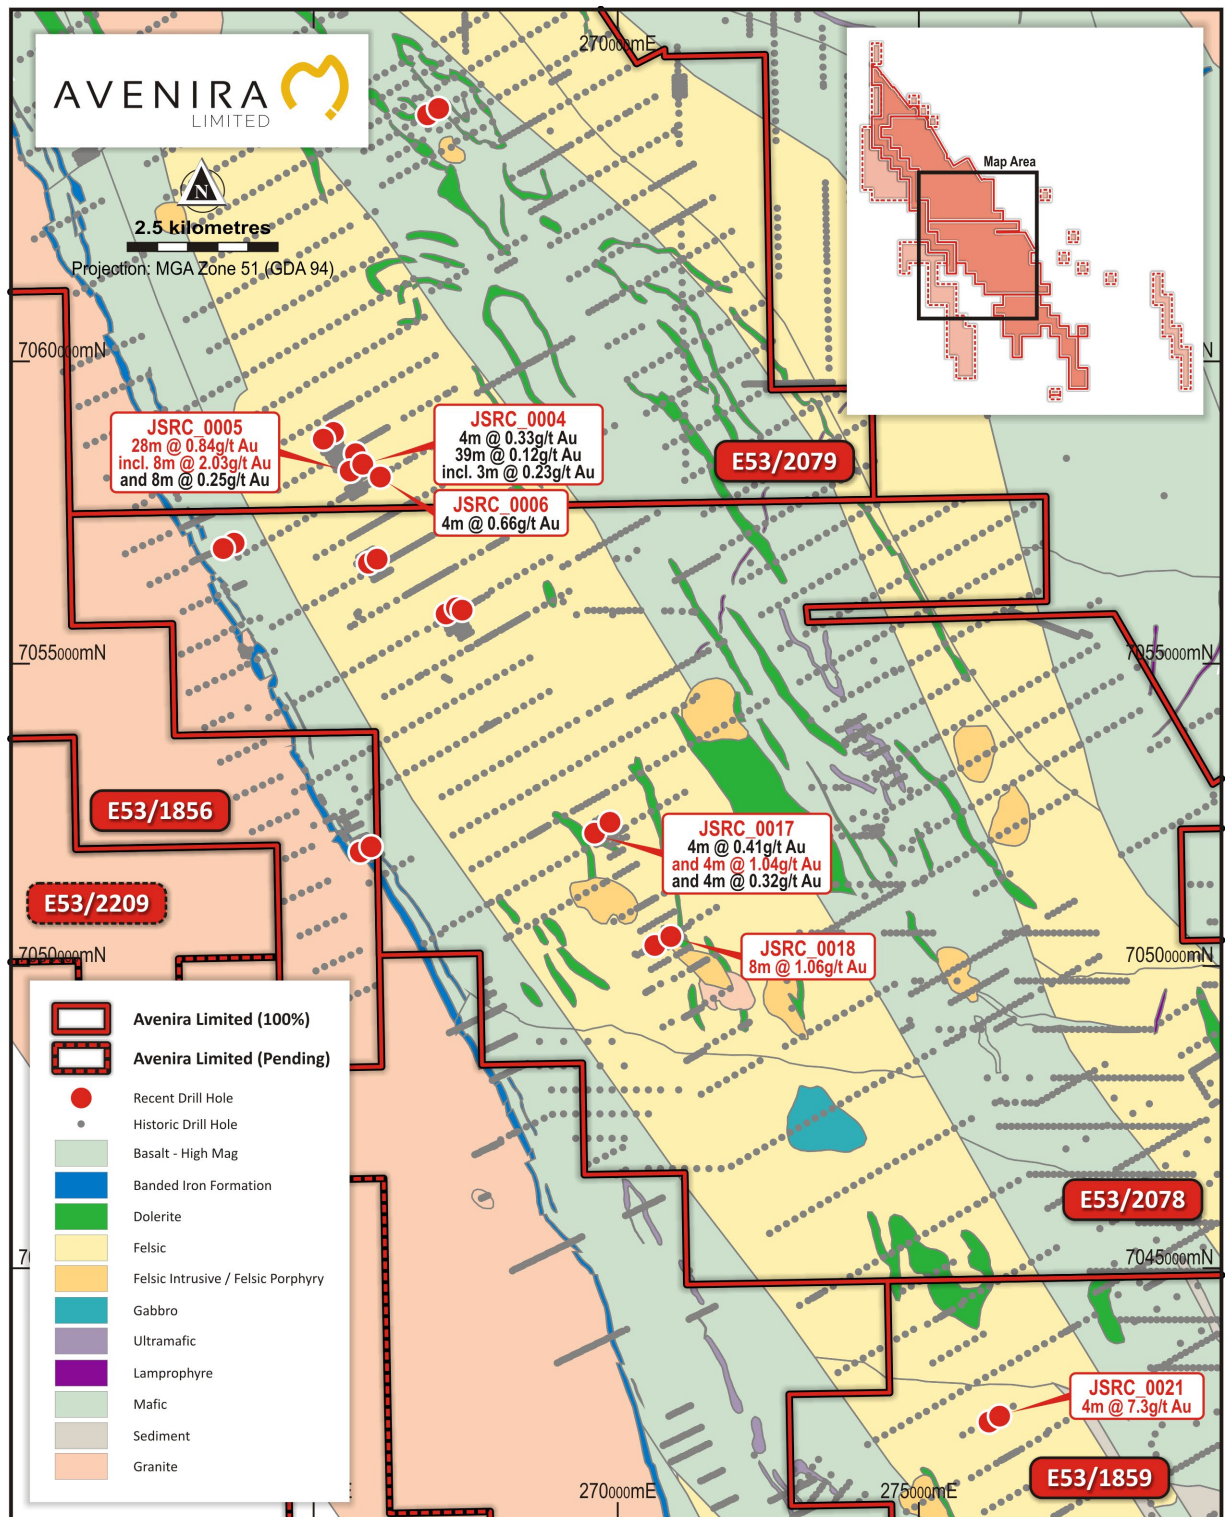 270000mE
AVENIRA
LIMITED
N
2.5 kilometres
Projection: MGA Zone 51 (GDA 94)
Map Area
7060000mN
N
JSRC_0005
28m @ 0.84g/t Au
incl. 8m @ 2.03g/t Au
and 8m @ 0.25g/t Au
JSRC_0004
4m @ 0.33g/t Au
39m @ 0.12g/t Au
incl. 3m @ 0.23g/t Au
JSRC_0006
4m @ 0.66g/t Au
E53/2079
7055000mN
7055000mN
E53/1856
JSRC_0017
4m @ 0.41g/t Au
and 4m @ 1.04g/t Au
and 4m @ 0.32g/t Au
E53/2209
JSRC_0018
8m @ 1.06g/t Au
7050000mN
7050000mN
Avenira Limited (100%)
Avenira Limited (Pending)
Recent Drill Hole
Historic Drill Hole
Basalt - High Mag
Banded Iron Formation
Dolerite
Felsic
Felsic Intrusive / Felsic Porphyry
Gabbro
Ultramafic
Lamprophyre
Mafic
Sediment
Granite
E53/2078
70
7045000mN
JSRC_0021
4m @ 7.3g/t Au
E53/1859
E
270000mE
275000mE